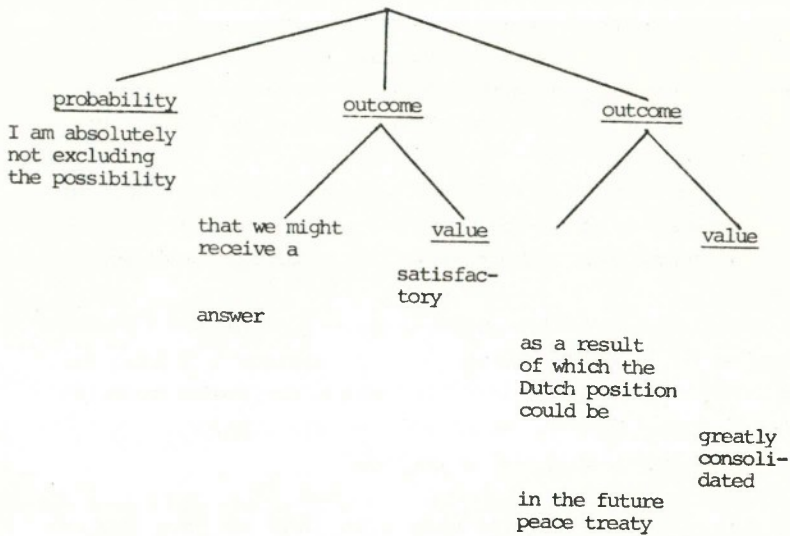 probability
outcome
outcome
I am absolutely
not excluding
the possibility
that we might
receive a
value
value
satisfac-
tory
answer
as a result
of which the
Dutch position
could be
greatly
consoli-
dated
in the future
peace treaty